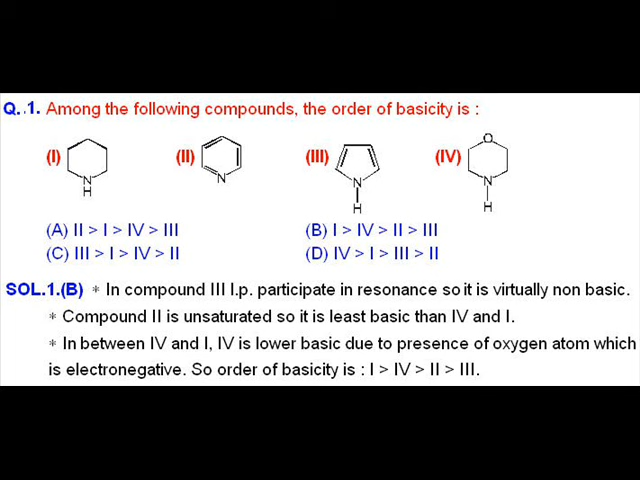 Q. .1. Among the following compounds, the order of basicity is :
(I) N H (II) N (III) N H (IV) O N H
(A) II > I > IV > III (B) I > IV > II > III
(C) III > I > IV > II (D) IV > I > III > II
SOL.1.(B) * In compound III l.p. participate in resonance so it is virtually non basic.
* Compound II is unsaturated so it is least basic than IV and I.
* In between IV and I, IV is lower basic due to presence of oxygen atom which
is electronegative. So order of basicity is : I > IV > II > III.